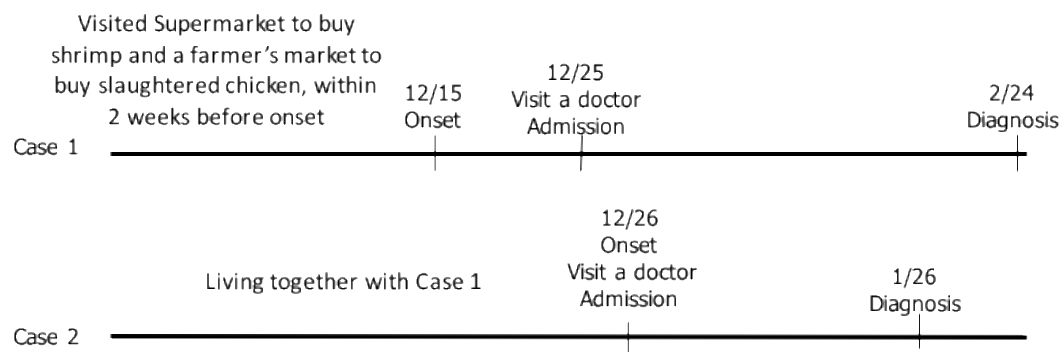 Visited Supermarket to buy
shrimp and a farmer's market to
buy slaughtered chicken, within
2 weeks before onset
12/15
Onset
12/25
Visit a doctor
Admission
2/24
Diagnosis
Case 1
12/26
Onset
Visit a doctor
Admission
Living together with Case 1
1/26
Diagnosis
Case 2